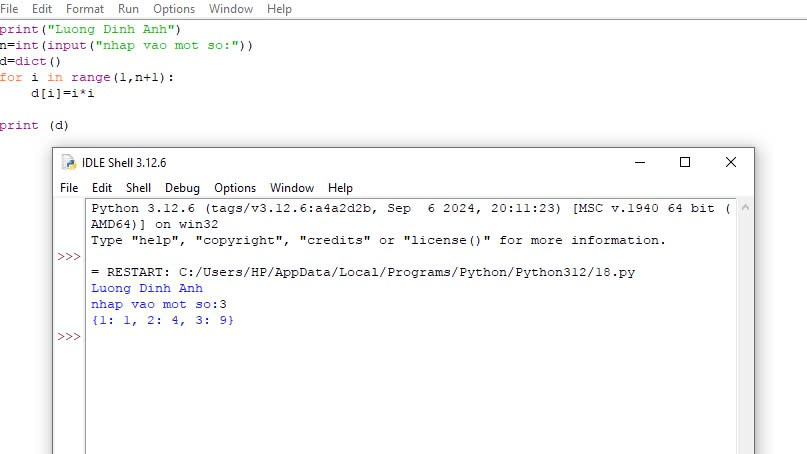 File Edit Format Run Options Window Help
print("Luong Dinh Anh")
n=int(input("nhap vao mot so:"))
d=dict()
for i in range(1,n+1):
    d[i]=i*i
print (d)
IDLE Shell 3.12.6
File Edit Shell Debug Options Window Help
Python 3.12.6 (tags/v3.12.6:a4a2d2b, Sep  6 2024, 20:11:23) [MSC v.1940 64 bit (
AMD64)] on win32
Type "help", "copyright", "credits" or "license()" for more information.
>>>
= RESTART: C:/Users/HP/AppData/Local/Programs/Python/Python312/18.py
Luong Dinh Anh
nhap vao mot so:3
{1: 1, 2: 4, 3: 9}
>>>